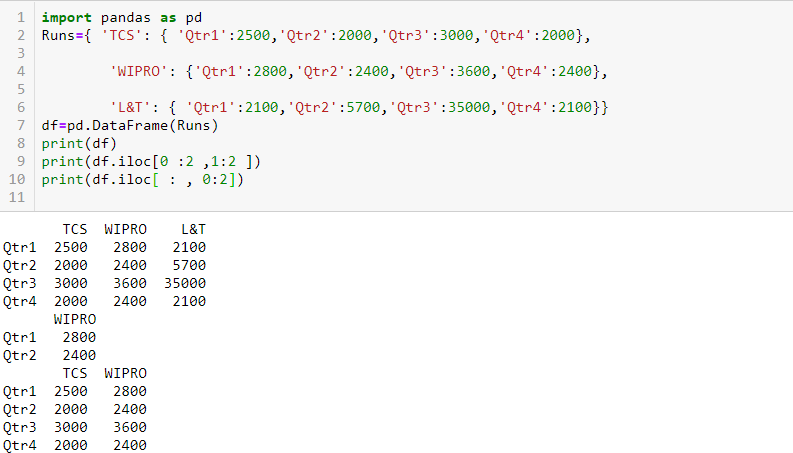 1 import pandas as pd
2 Runs={ 'TCS': { 'Qtr1':2500,'Qtr2':2000,'Qtr3':3000,'Qtr4':2000},
3
4         'WIPRO': {'Qtr1':2800,'Qtr2':2400,'Qtr3':3600,'Qtr4':2400},
5
6         'L&T': { 'Qtr1':2100,'Qtr2':5700,'Qtr3':35000,'Qtr4':2100}}
7 df=pd.DataFrame(Runs)
8 print(df)
9 print(df.iloc[0 :2 ,1:2 ])
10 print(df.iloc[ : , 0:2])
11
       TCS  WIPRO    L&T
Qtr1  2500   2800   2100
Qtr2  2000   2400   5700
Qtr3  3000   3600  35000
Qtr4  2000   2400   2100
      WIPRO
Qtr1   2800
Qtr2   2400
       TCS  WIPRO
Qtr1  2500   2800
Qtr2  2000   2400
Qtr3  3000   3600
Qtr4  2000   2400